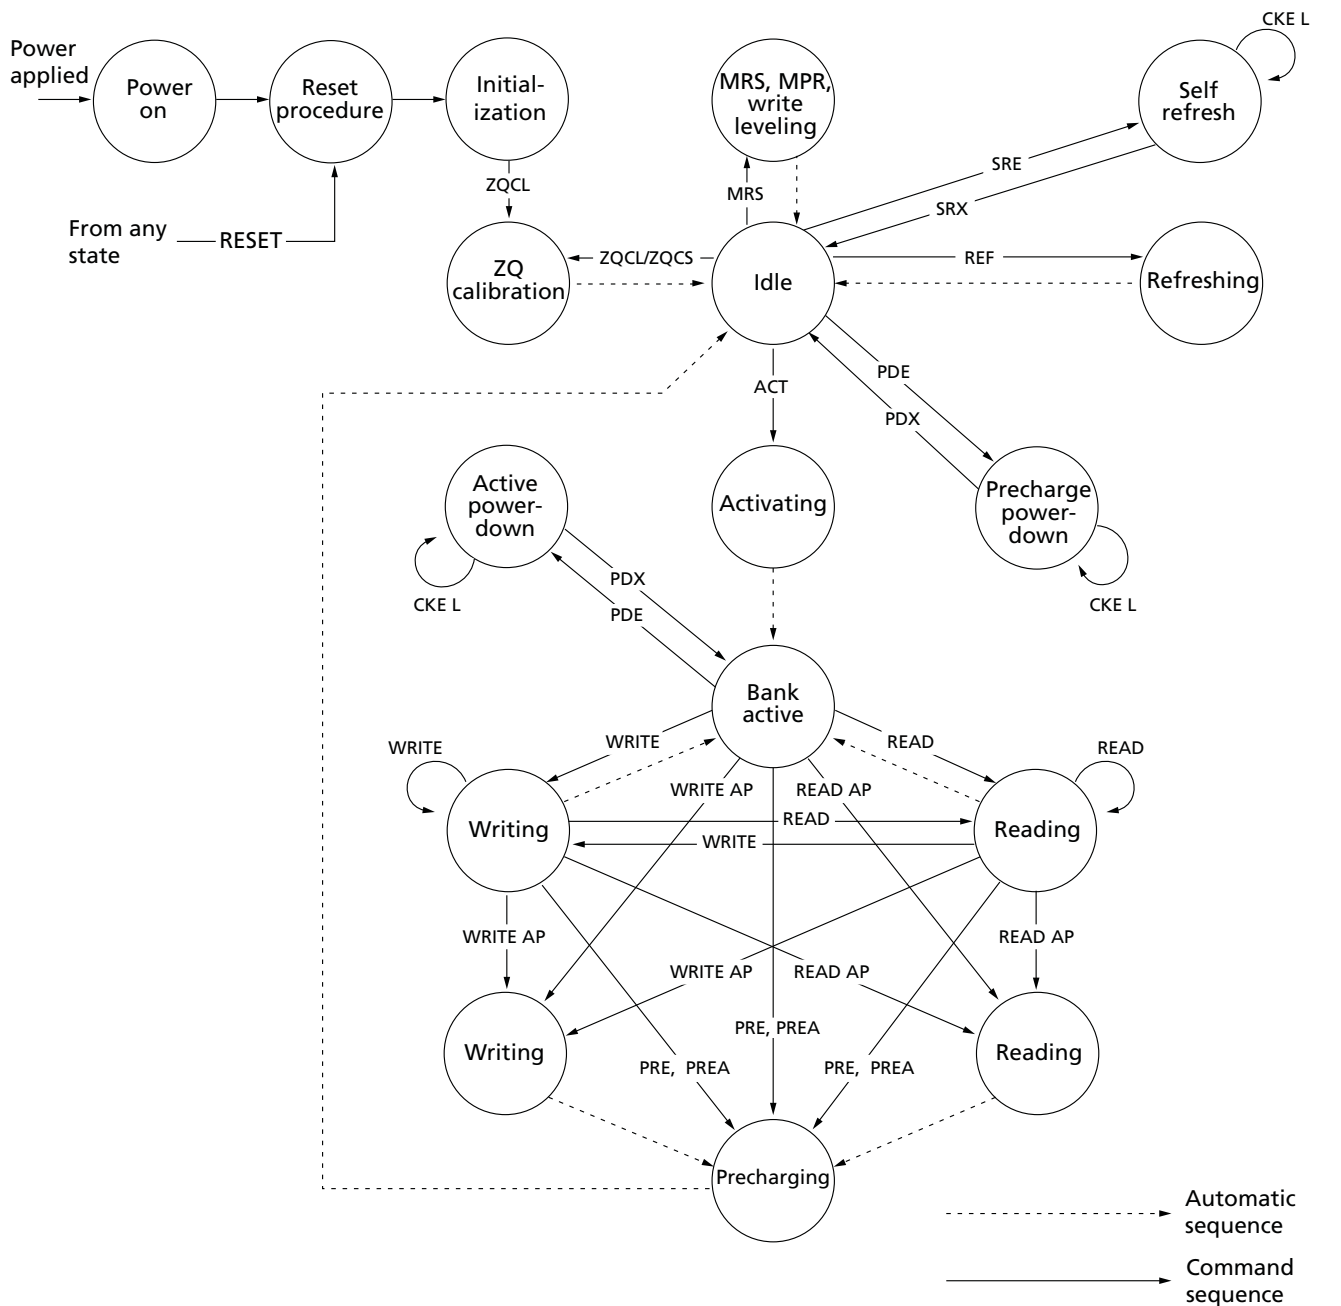 Power
applied
Power
on
Reset
procedure
Initial-
ization
MRS, MPR,
write
leveling
Self
refresh
CKE L
ZQCL
MRS
SRE
SRX
From any
state
RESET
ZQ
calibration
ZQCL/ZQCS
Idle
REF
Refreshing
ACT
PDE
PDX
Active
power-
down
CKE L
Activating
Precharge
power-
down
CKE L
PDX
PDE
Bank
active
WRITE
WRITE
READ
READ
WRITE AP
READ AP
Writing
READ
WRITE
Reading
WRITE AP
READ AP
WRITE AP
READ AP
Writing
PRE, PREA
Reading
PRE, PREA
PRE, PREA
Precharging
Automatic
sequence
Command
sequence